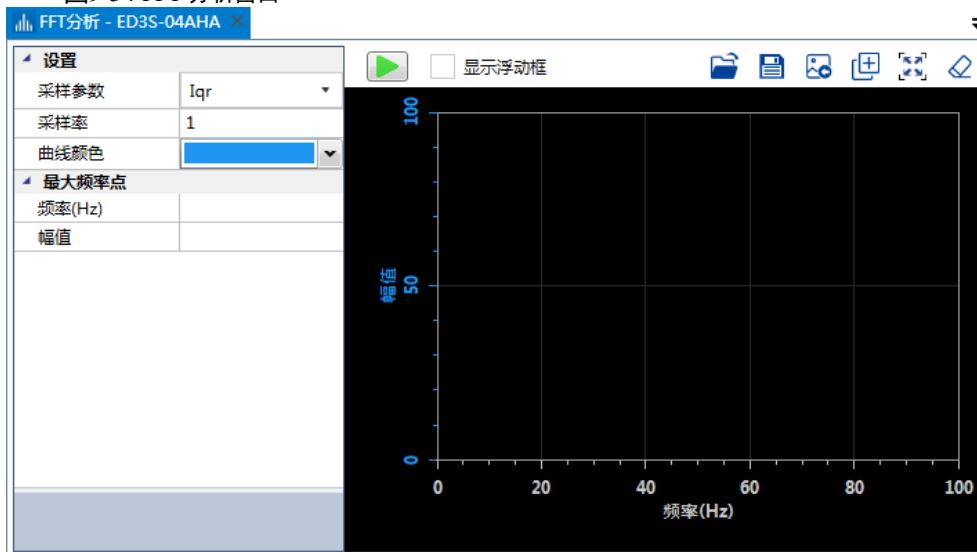 FFT分析 - ED3S-04AHA ×
设置
采样参数 Iqr
采样率 1
曲线颜色
最大频率点
频率(Hz)
幅值
显示浮动框
100
50
0
幅值
0 20 40 60 80 100
频率(Hz)